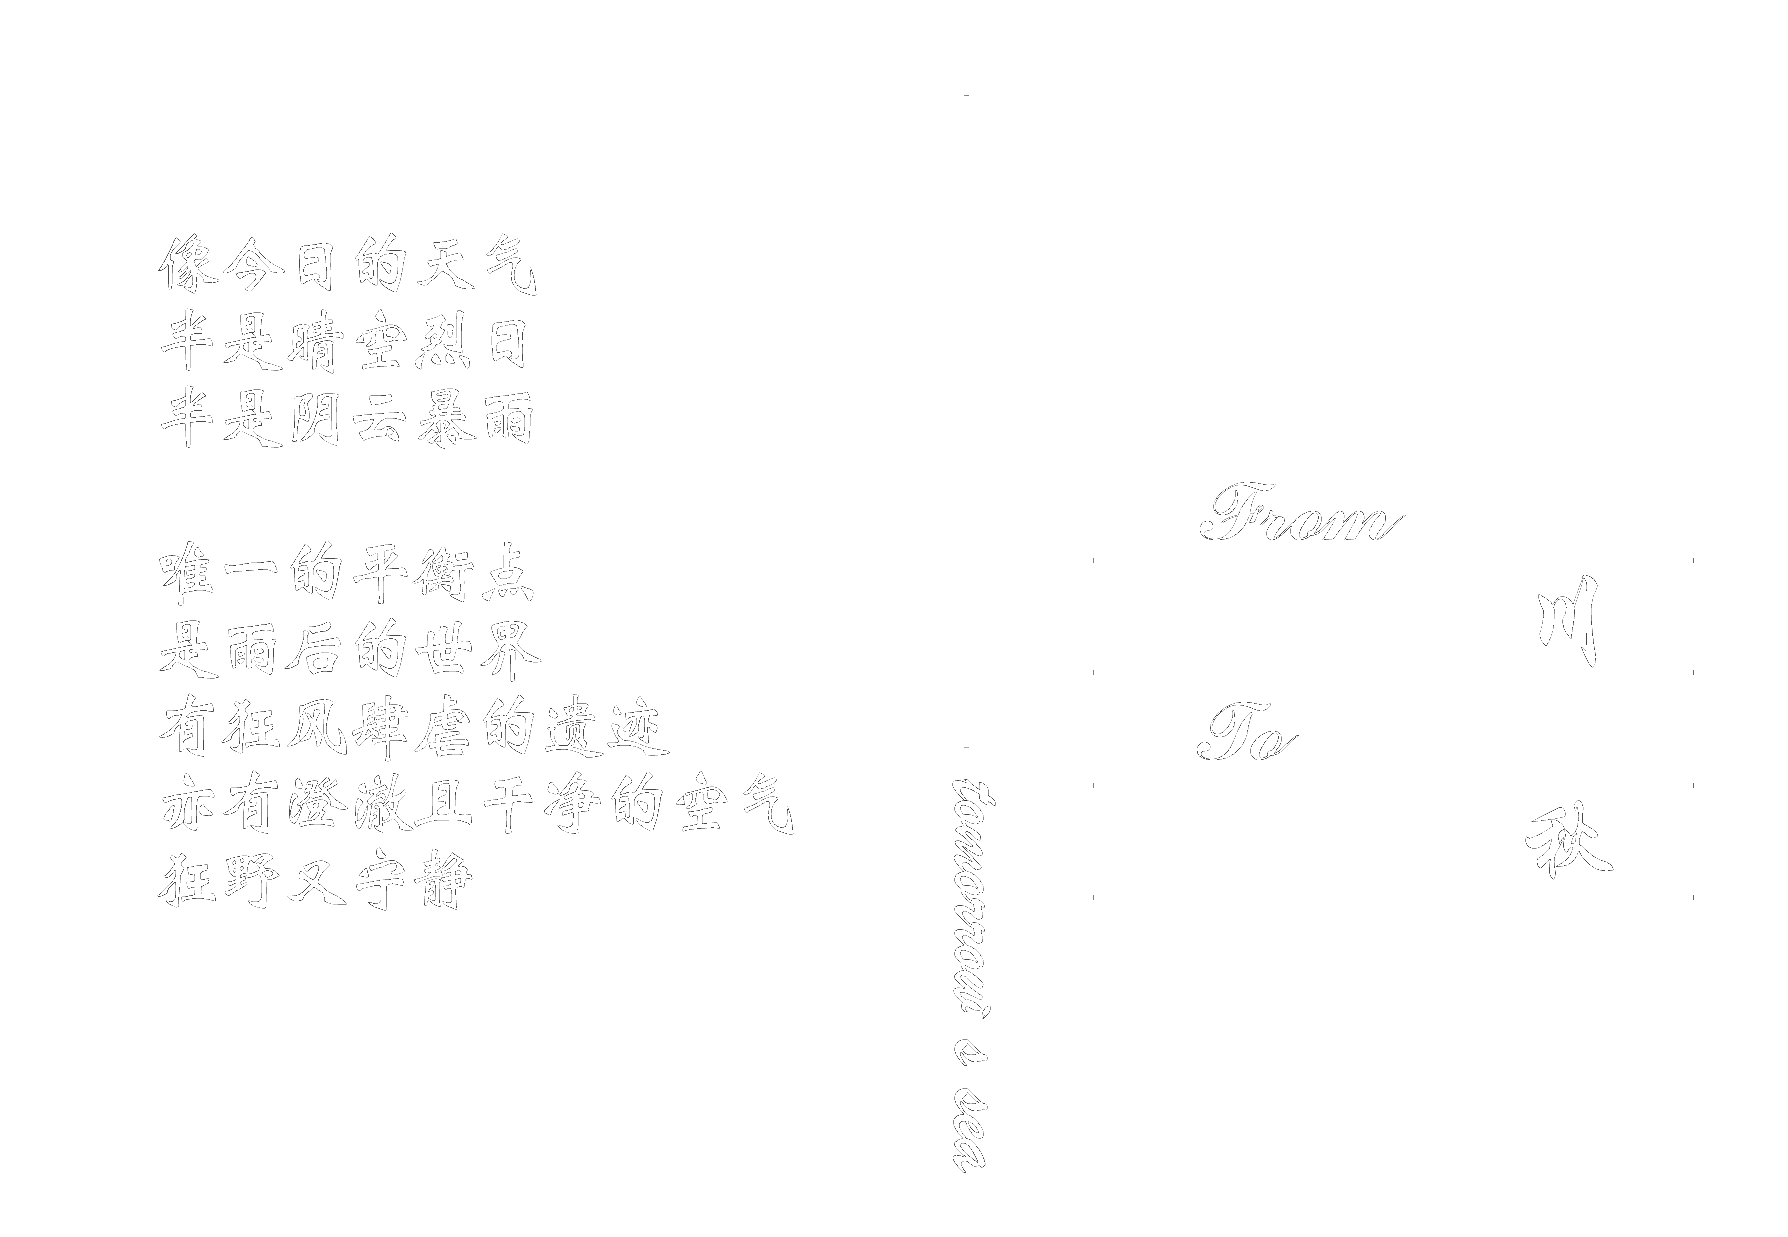 像今日的天气
半是晴空烈日
半是阴云暴雨
唯一的平衡点
是雨后的世界
有狂风肆虐的遗迹
亦有澄澈且干净的空气
狂野又宁静
tomorrow' s sea
From
川
To
秋